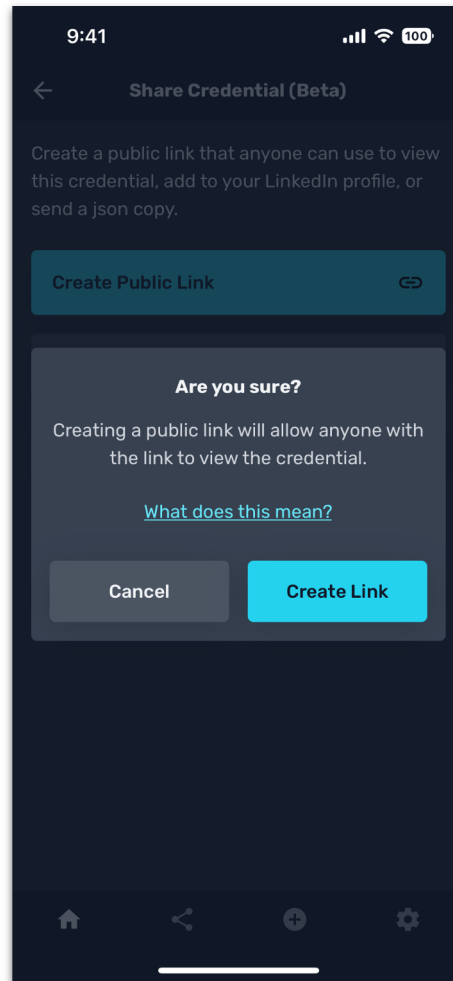 9:41
100
Share Credential (Beta)
Create a public link that anyone can use to view
this credential, add to your LinkedIn profile, or
send a json copy.
Create Public Link
Are you sure?
Creating a public link will allow anyone with
the link to view the credential.
What does this mean?
Cancel
Create Link